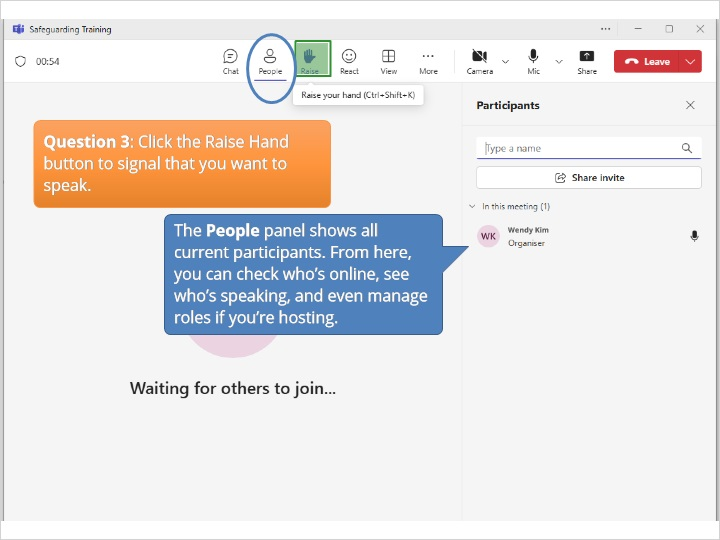 Safeguarding Training
00:54
Chat
People
Raise
React
View
More
Camera
Mic
Share
Leave
Raise your hand (Ctrl+Shift+K)
Participants
Question 3: Click the Raise Hand
button to signal that you want to
speak.
Type a name
Share invite
In this meeting (1)
The People panel shows all
current participants. From here,
you can check who's online, see
who's speaking, and even manage
roles if you're hosting.
WK
Wendy Kim
Organiser
Waiting for others to join...